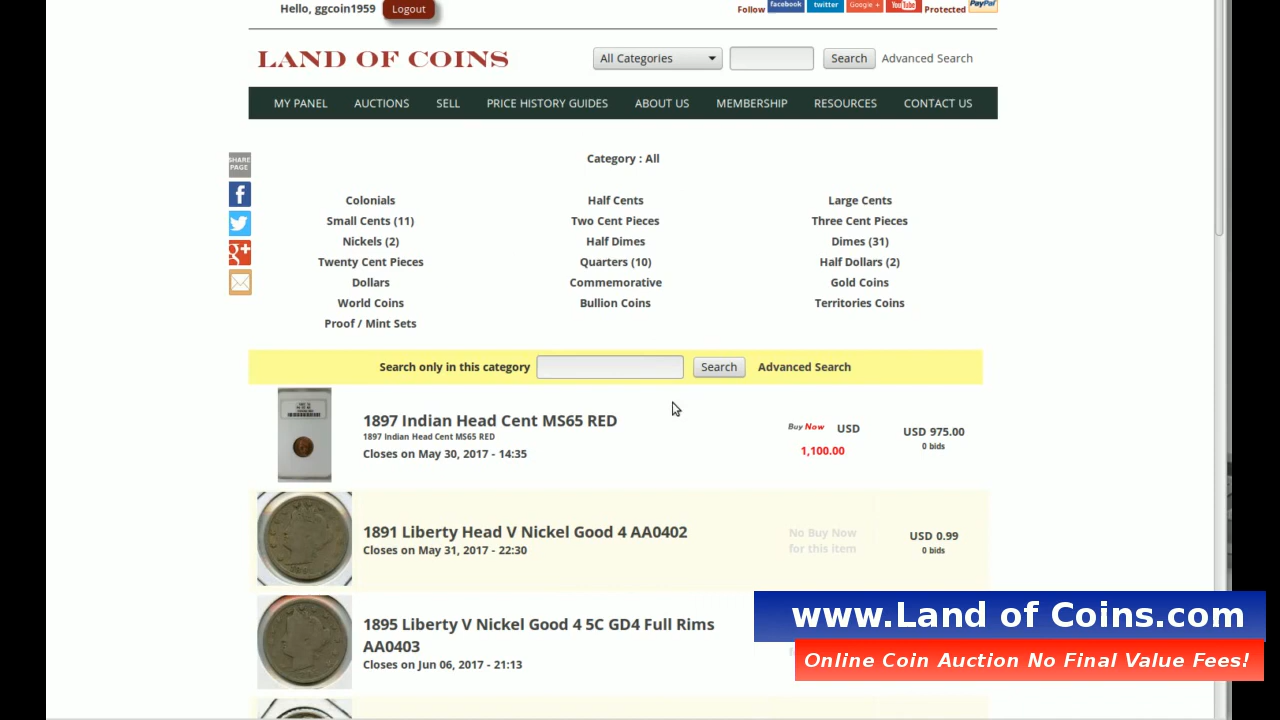 Hello, ggcoin1959 Logout Follow facebook twitter Google + YouTube Protected PayPal
LAND OF COINS All Categories Search Advanced Search
MY PANEL AUCTIONS SELL PRICE HISTORY GUIDES ABOUT US MEMBERSHIP RESOURCES CONTACT US
SHARE
PAGE
Category : All
Colonials Half Cents Large Cents
Small Cents (11) Two Cent Pieces Three Cent Pieces
Nickels (2) Half Dimes Dimes (31)
Twenty Cent Pieces Quarters (10) Half Dollars (2)
Dollars Commemorative Gold Coins
World Coins Bullion Coins Territories Coins
Proof / Mint Sets
Search only in this category Search Advanced Search
1897 Indian Head Cent MS65 RED
1897 Indian Head Cent MS65 RED
Closes on May 30, 2017 - 14:35
Buy Now USD
1,100.00
USD 975.00
0 bids
1891 Liberty Head V Nickel Good 4 AA0402
Closes on May 31, 2017 - 22:30
No Buy Now
for this item
USD 0.99
0 bids
1895 Liberty V Nickel Good 4 5C GD4 Full Rims
AA0403
Closes on Jun 06, 2017 - 21:13
www.Land of Coins.com
Online Coin Auction No Final Value Fees!